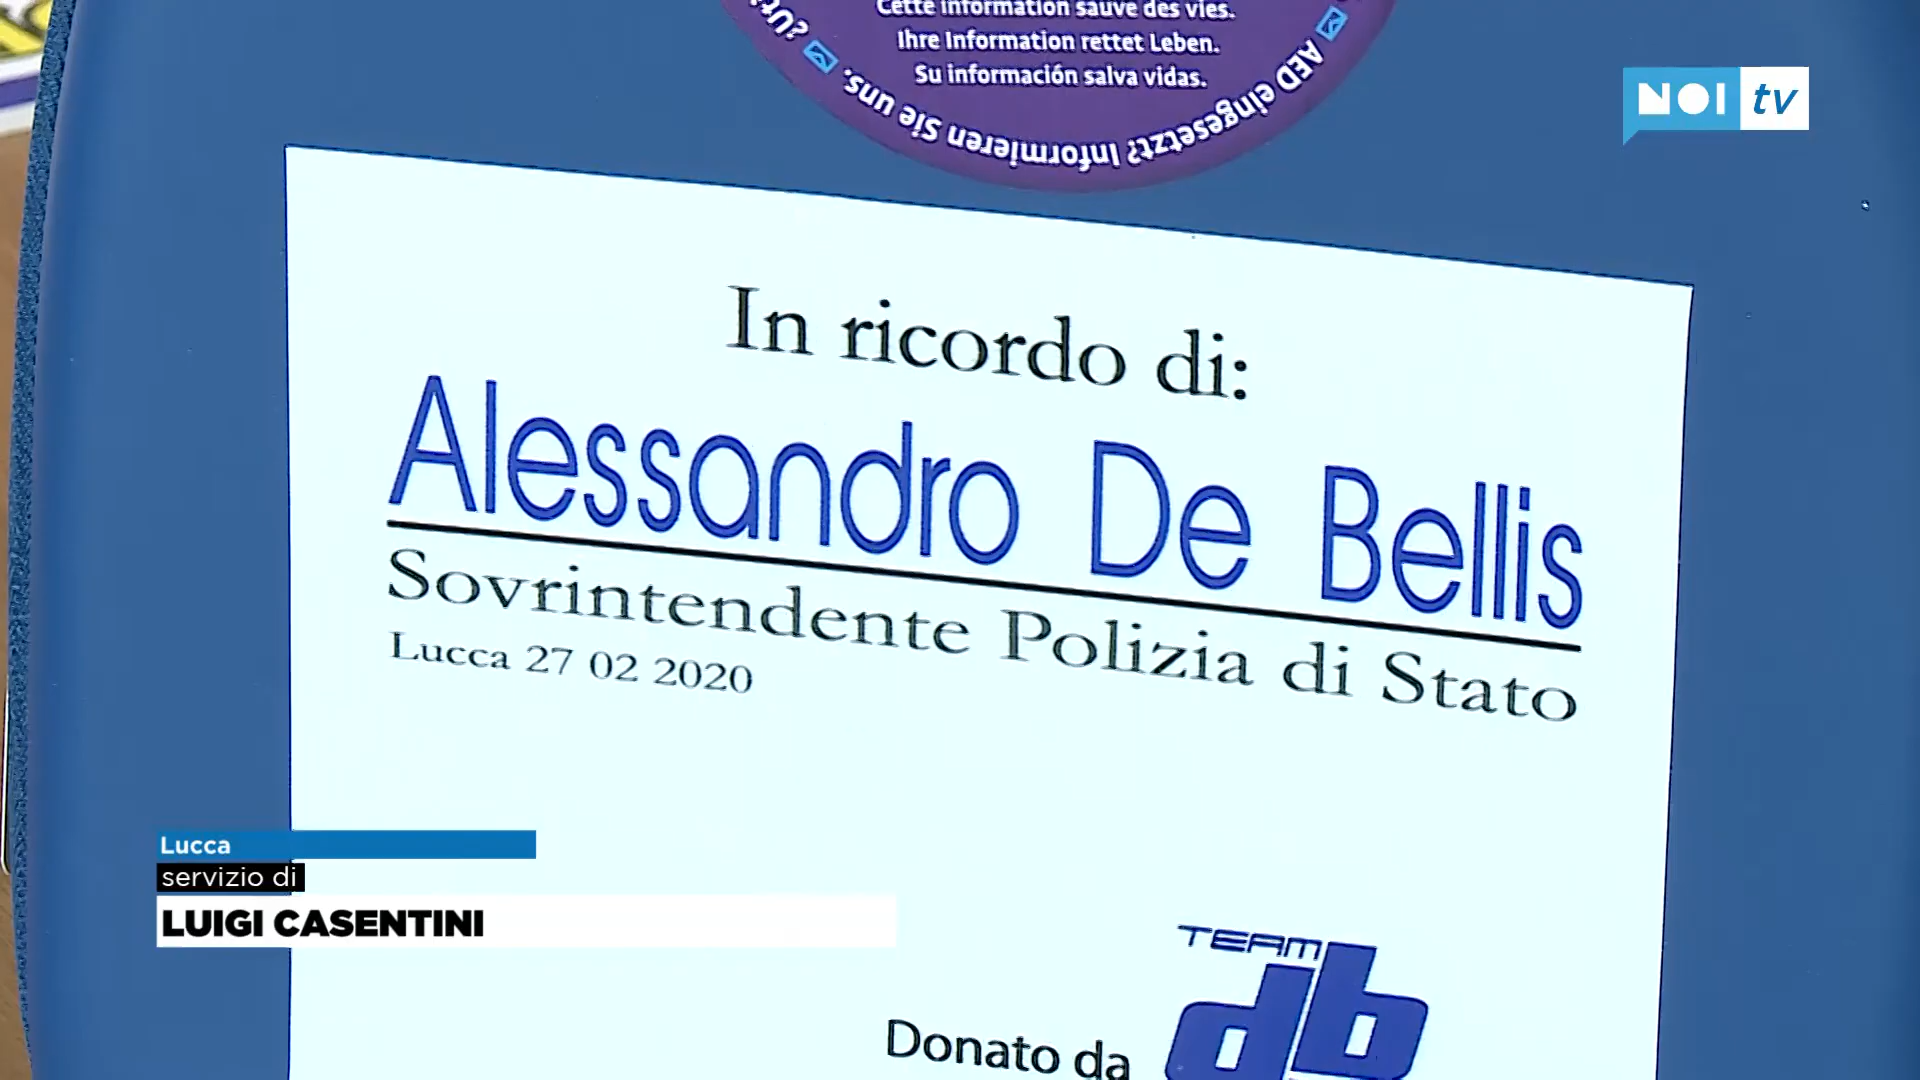 Cette information sauve des vies.
Ihre Information rettet Leben.
Su información salva vidas.
AED eingesetzt? Informieren Sie uns.
NOI tv
In ricordo di:
Alessandro De Bellis
Sovrintendente Polizia di Stato
Lucca 27 02 2020
Lucca
servizio di
LUIGI CASENTINI
TEAM
db
Donato da